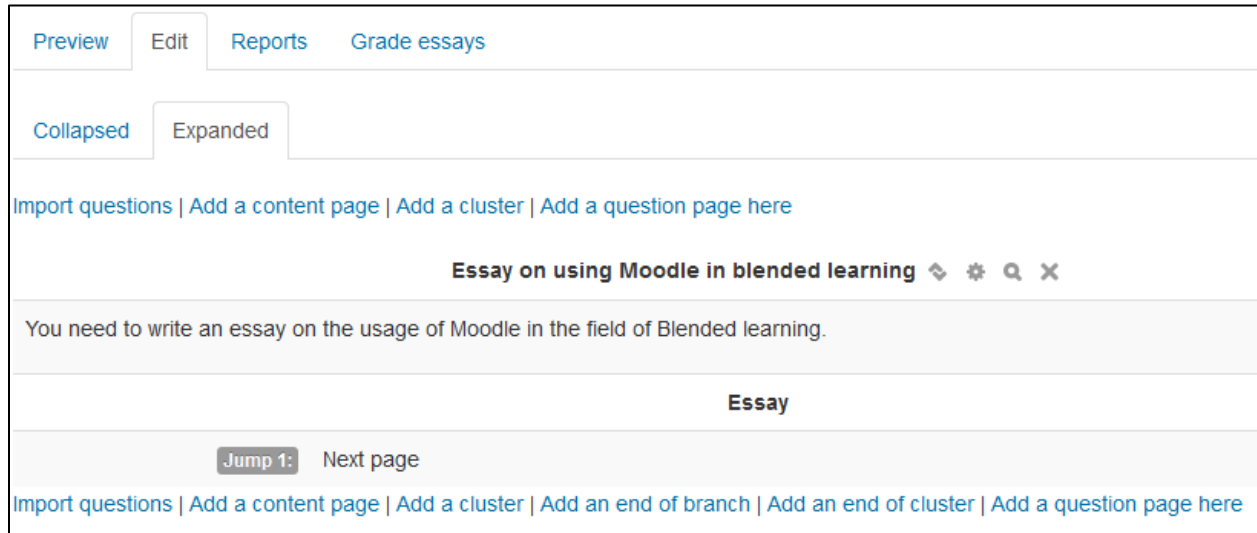 Preview Edit Reports Grade essays
Collapsed Expanded
Import questions | Add a content page | Add a cluster | Add a question page here
Essay on using Moodle in blended learning
You need to write an essay on the usage of Moodle in the field of Blended learning.
Essay
Jump 1: Next page
Import questions | Add a content page | Add a cluster | Add an end of branch | Add an end of cluster | Add a question page here